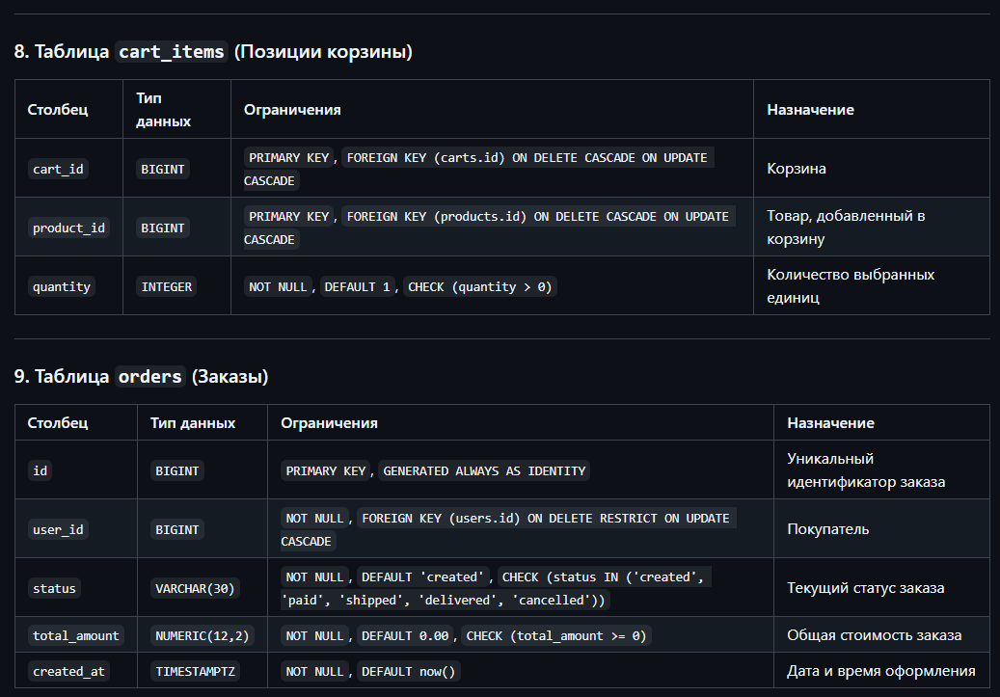 8. Таблица cart_items (Позиции корзины)
Столбец
Тип
данных
Ограничения
Назначение
cart_id
BIGINT
PRIMARY KEY, FOREIGN KEY (carts.id) ON DELETE CASCADE ON UPDATE
CASCADE
Корзина
product_id
BIGINT
PRIMARY KEY, FOREIGN KEY (products.id) ON DELETE CASCADE ON UPDATE
CASCADE
Товар, добавленный в
корзину
quantity
INTEGER
NOT NULL, DEFAULT 1, CHECK (quantity > 0)
Количество выбранных
единиц
9. Таблица orders (Заказы)
Столбец
Тип данных
Ограничения
Назначение
id
BIGINT
PRIMARY KEY, GENERATED ALWAYS AS IDENTITY
Уникальный
идентификатор заказа
user_id
BIGINT
NOT NULL, FOREIGN KEY (users.id) ON DELETE RESTRICT ON UPDATE
CASCADE
Покупатель
status
VARCHAR(30)
NOT NULL, DEFAULT 'created', CHECK (status IN ('created',
'paid', 'shipped', 'delivered', 'cancelled'))
Текущий статус заказа
total_amount
NUMERIC(12,2)
NOT NULL, DEFAULT 0.00, CHECK (total_amount >= 0)
Общая стоимость заказа
created_at
TIMESTAMPTZ
NOT NULL, DEFAULT now()
Дата и время оформления